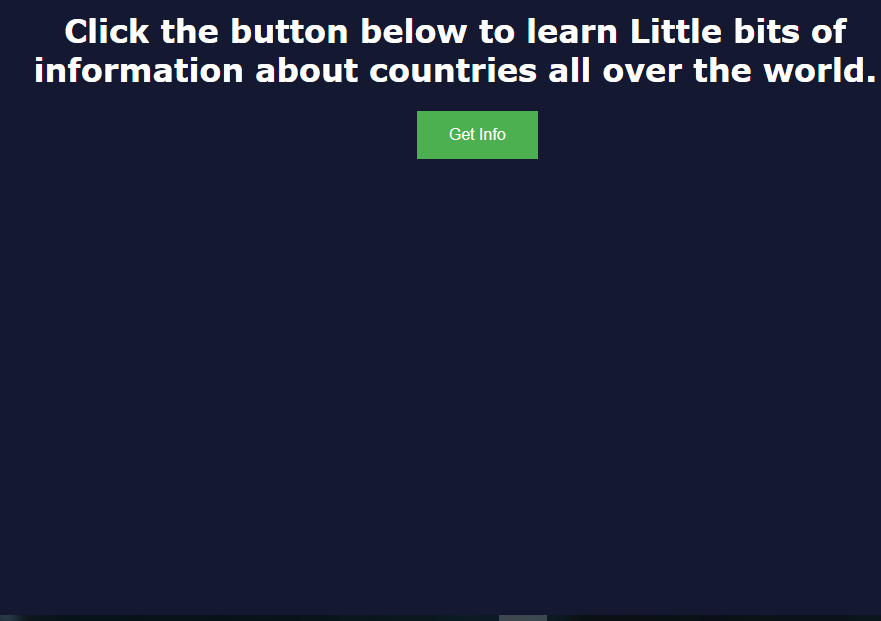 Click the button below to learn Little bits of
information about countries all over the world.
Get Info